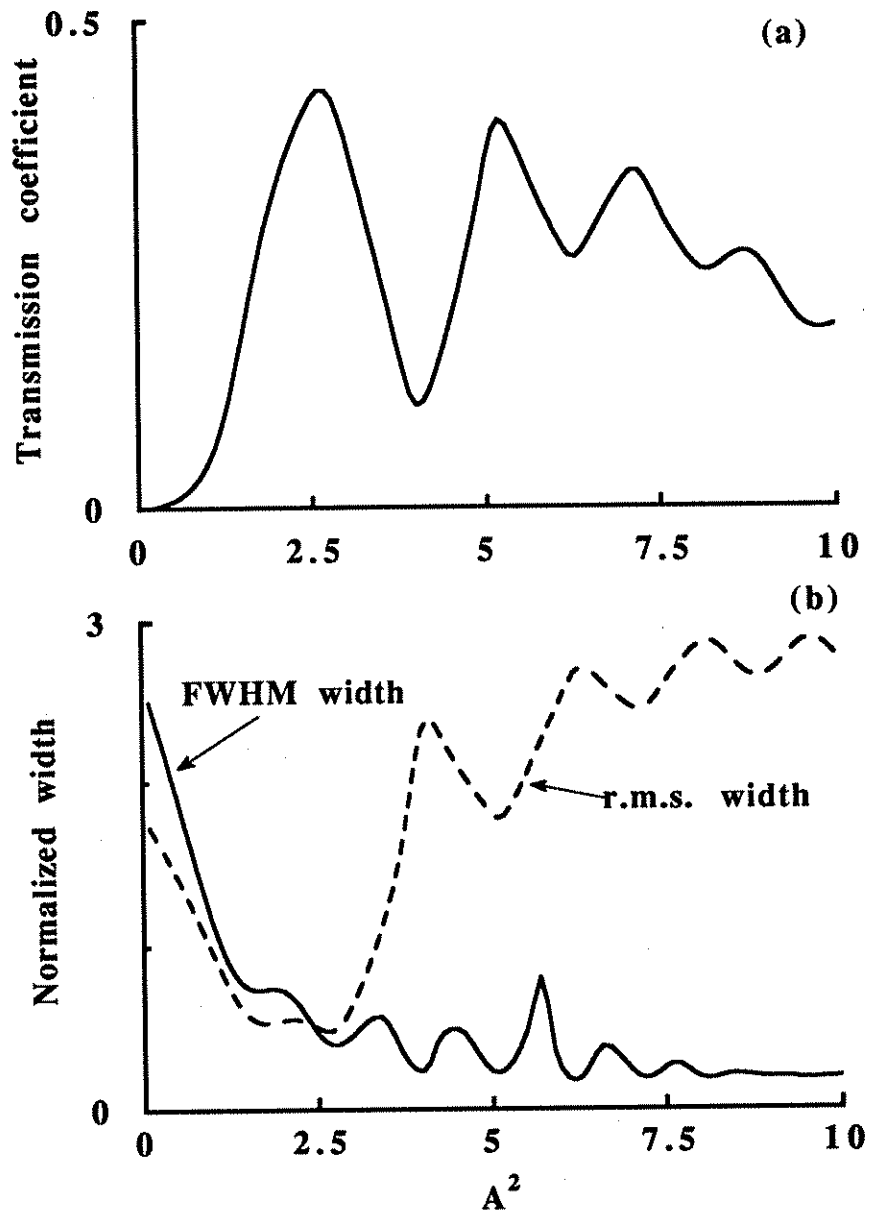 0.5
(a)
Transmission coefficient
0
0 2.5 5 7.5 10
(b)
3
FWHM width
r.m.s. width
Normalized width
0
0 2.5 5 7.5 10
A²